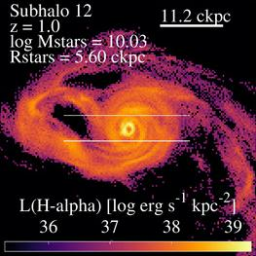 Subhalo 12
z = 1.0
log Mstars = 10.03
Rstars = 5.60 ckpc
11.2 ckpc
L(H-alpha) [log erg s⁻¹ kpc⁻²]
36 37 38 39